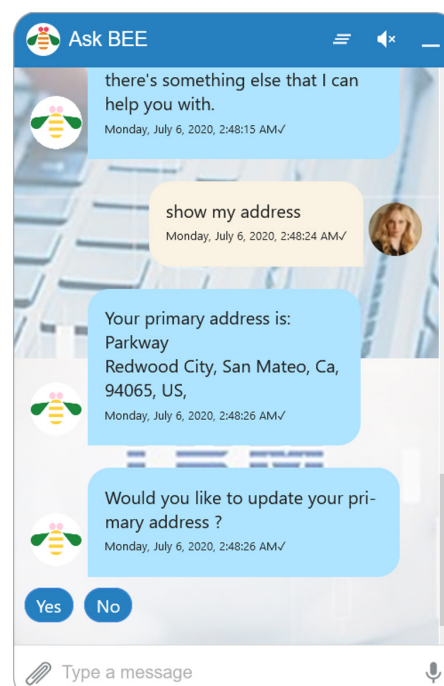 Ask BEE
there's something else that I can
help you with.
Monday, July 6, 2020, 2:48:15 AM✓
show my address
Monday, July 6, 2020, 2:48:24 AM✓
Your primary address is:
Parkway
Redwood City, San Mateo, Ca,
94065, US,
Monday, July 6, 2020, 2:48:26 AM✓
Would you like to update your pri-
mary address ?
Monday, July 6, 2020, 2:48:26 AM✓
Yes No
Type a message